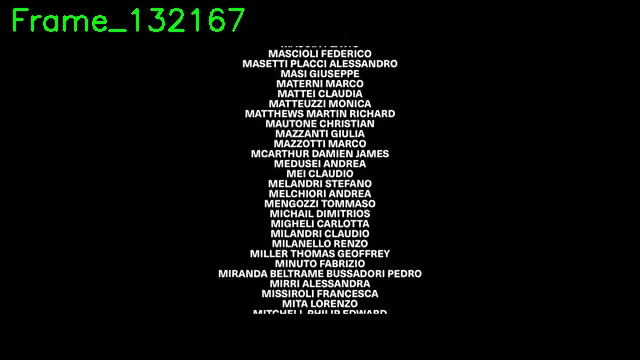 Frame_132167
MASCIOLI FEDERICO
MASETTI PLACCI ALESSANDRO
MASI GIUSEPPE
MATERNI MARCO
MATTEI CLAUDIA
MATTEUZZI MONICA
MATTHEWS MARTIN RICHARD
MAUTONE CHRISTIAN
MAZZANTI GIULIA
MAZZOTTI MARCO
MCARTHUR DAMIEN JAMES
MEDUSEI ANDREA
MEI CLAUDIO
MELANDRI STEFANO
MELCHIORI ANDREA
MENGOZZI TOMMASO
MICHAIL DIMITRIOS
MIGHELI CARLOTTA
MILANDRI CLAUDIO
MILANELLO RENZO
MILLER THOMAS GEOFFREY
MINUTO FABRIZIO
MIRANDA BELTRAME BUSSADORI PEDRO
MIRRI ALESSANDRA
MISSIROLI FRANCESCA
MITA LORENZO
MITCHELL PHILIP EDWARD